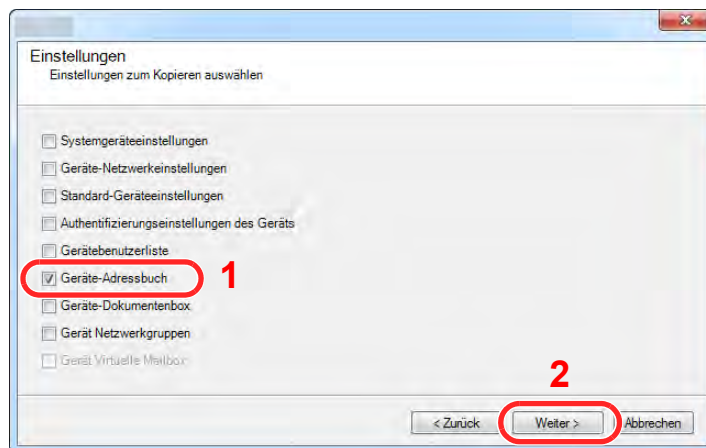 Einstellungen
Einstellungen zum Kopieren auswählen
Systemgeräteeinstellungen
Geräte-Netzwerkeinstellungen
Standard-Geräteeinstellungen
Authentifizierungseinstellungen des Geräts
Gerätebenutzerliste
Geräte-Adressbuch
1
Geräte-Dokumentenbox
Gerät Netzwerkgruppen
Gerät Virtuelle Mailbox
2
< Zurück
Weiter >
Abbrechen